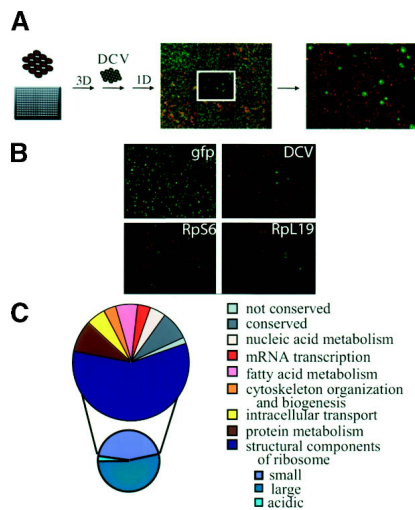 A
DCV
3D
1D
B
gfp
DCV
RpS6
RpL19
C
not conserved
conserved
nucleic acid metabolism
mRNA transcription
fatty acid metabolism
cytoskeleton organization
and biogenesis
intracellular transport
protein metabolism
structural components
of ribosome
small
large
acidic